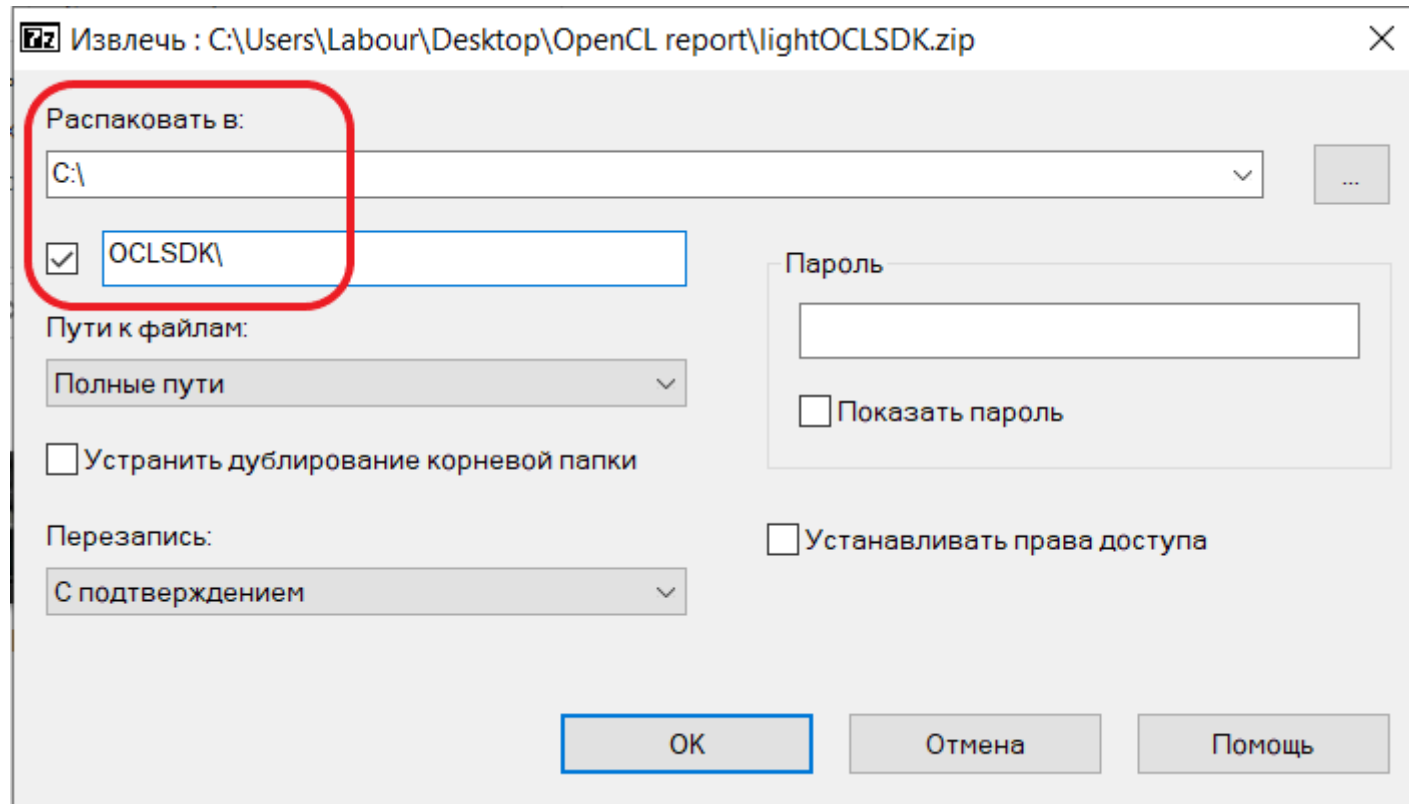 7z Извлечь : C:\Users\Labour\Desktop\OpenCL report\lightOCLSDK.zip
Распаковать в:
C:\
...
OCLSDK\
Пути к файлам:
Полные пути
Устранить дублирование корневой папки
Перезапись:
С подтверждением
Пароль
Показать пароль
Устанавливать права доступа
OK
Отмена
Помощь